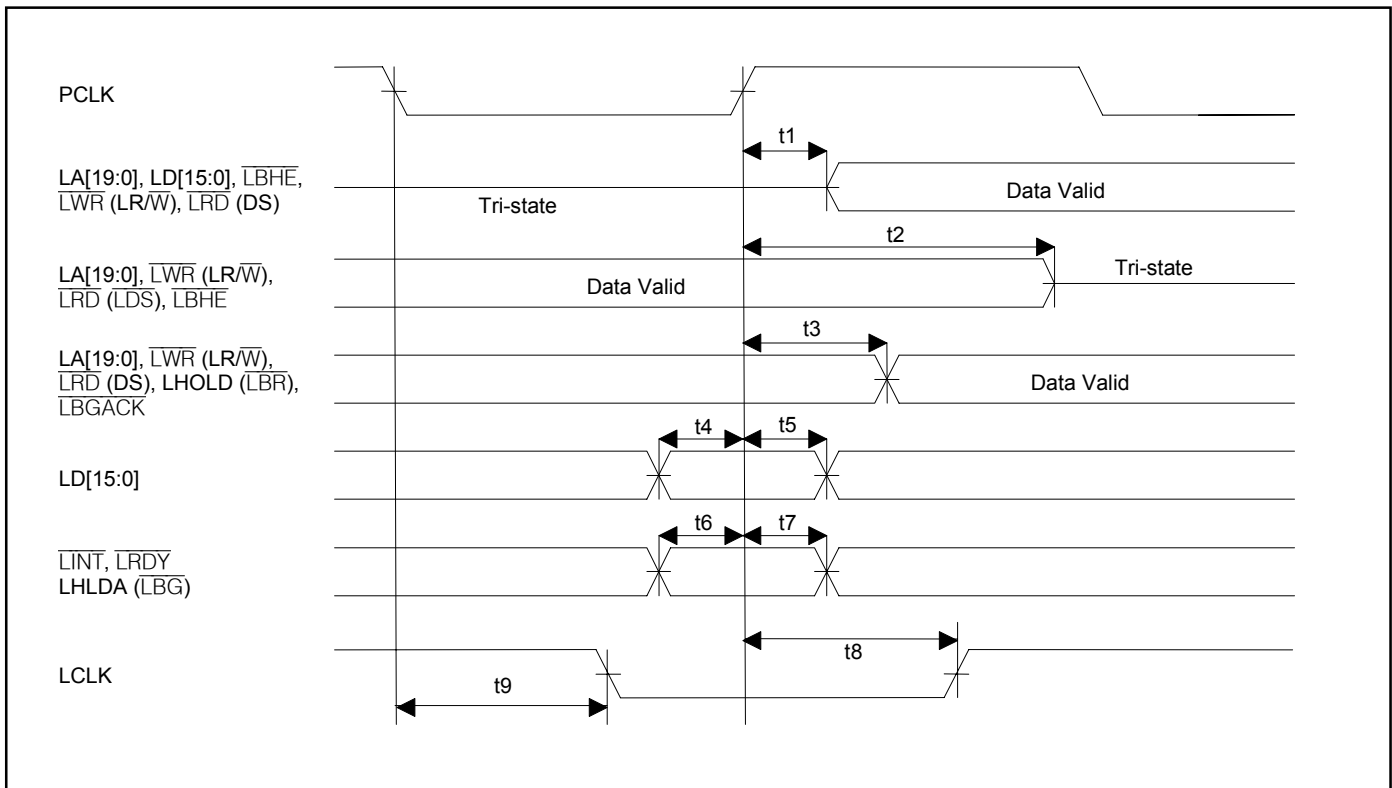 PCLK
t1
LA[19:0], LD[15:0], LBHE,
LWR (LR/W), LRD (DS)
Tri-state
Data Valid
t2
LA[19:0], LWR (LR/W),
LRD (LDS), LBHE
Data Valid
Tri-state
t3
LA[19:0], LWR (LR/W),
LRD (DS), LHOLD (LBR),
LBGACK
Data Valid
t4
t5
LD[15:0]
t6
t7
LINT, LRDY
LHLDA (LBG)
t8
LCLK
t9